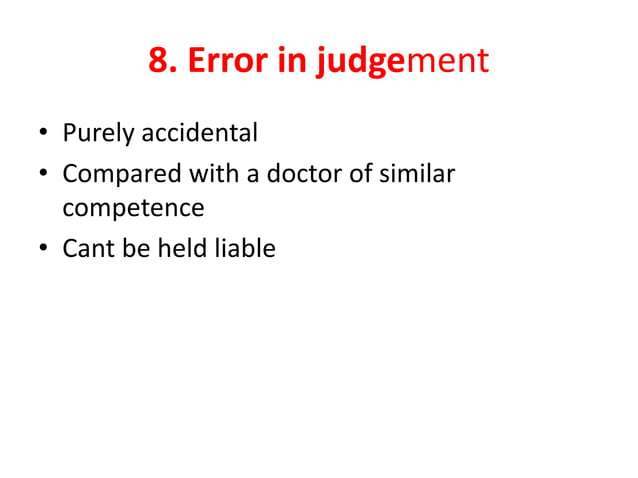 8. Error in judgement
• Purely accidental
• Compared with a doctor of similar
competence
• Cant be held liable